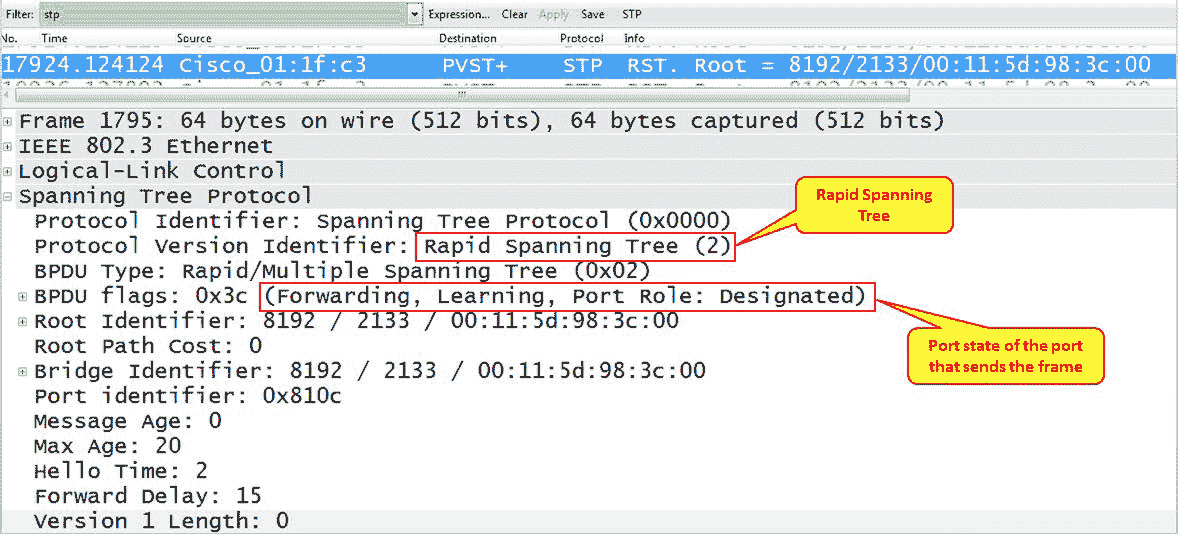 Filter: stp Expression... Clear Apply Save STP
No. Time Source Destination Protocol Info
17924.124124 Cisco_01:1f:c3 PVST+ STP RST. Root = 8192/2133/00:11:5d:98:3c:00
Frame 1795: 64 bytes on wire (512 bits), 64 bytes captured (512 bits)
IEEE 802.3 Ethernet
Logical-Link Control
Spanning Tree Protocol
Rapid Spanning
Tree
Protocol Identifier: Spanning Tree Protocol (0x0000)
Protocol Version Identifier: Rapid Spanning Tree (2)
BPDU Type: Rapid/Multiple Spanning Tree (0x02)
BPDU flags: 0x3c (Forwarding, Learning, Port Role: Designated)
Root Identifier: 8192 / 2133 / 00:11:5d:98:3c:00
Root Path Cost: 0
Port state of the port
that sends the frame
Bridge Identifier: 8192 / 2133 / 00:11:5d:98:3c:00
Port identifier: 0x810c
Message Age: 0
Max Age: 20
Hello Time: 2
Forward Delay: 15
Version 1 Length: 0